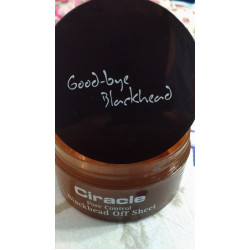 Good-bye
Blackhead
Ciracle
Pore Control
Blackhead Off Sheet